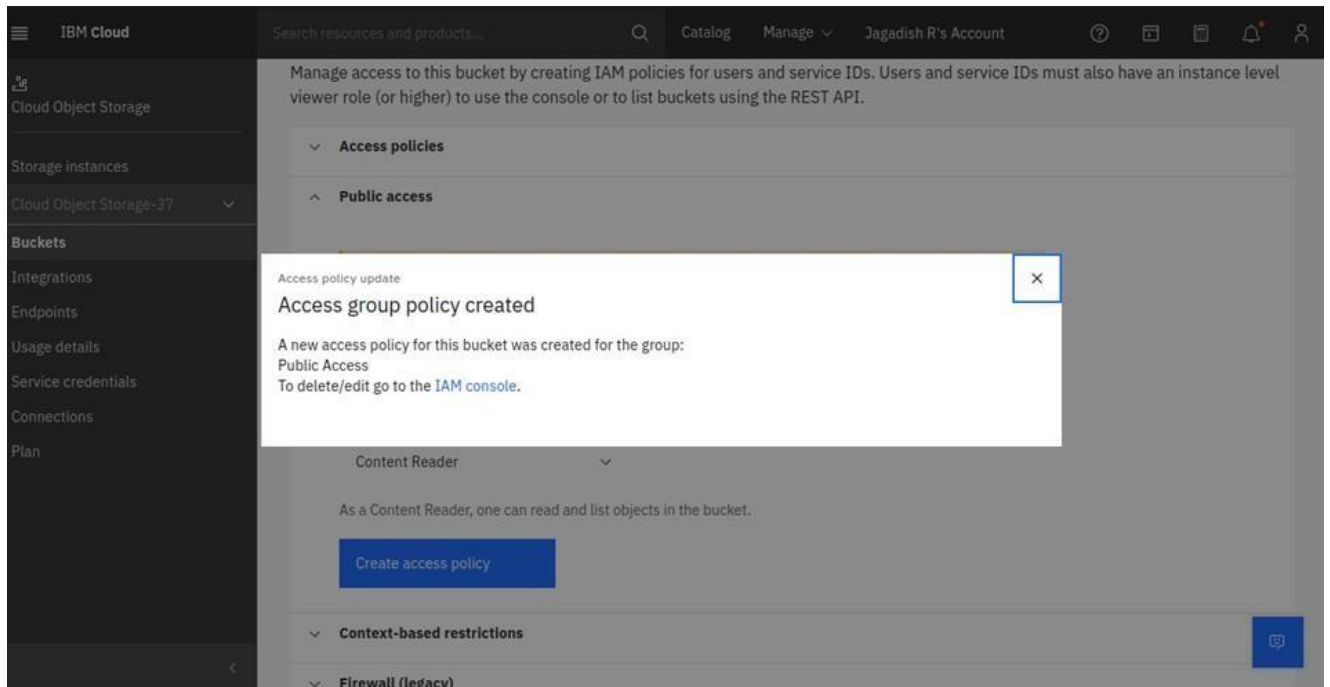 IBM Cloud
Search resources and products...
Catalog
Manage
Jagadish R's Account
Cloud Object Storage
Storage instances
Cloud Object Storage-37
Buckets
Integrations
Endpoints
Usage details
Service credentials
Connections
Plan
Manage access to this bucket by creating IAM policies for users and service IDs. Users and service IDs must also have an instance level
viewer role (or higher) to use the console or to list buckets using the REST API.
Access policies
Public access
Access policy update
Access group policy created
A new access policy for this bucket was created for the group:
Public Access
To delete/edit go to the IAM console.
Content Reader
As a Content Reader, one can read and list objects in the bucket.
Create access policy
Context-based restrictions
Firewall (legacy)